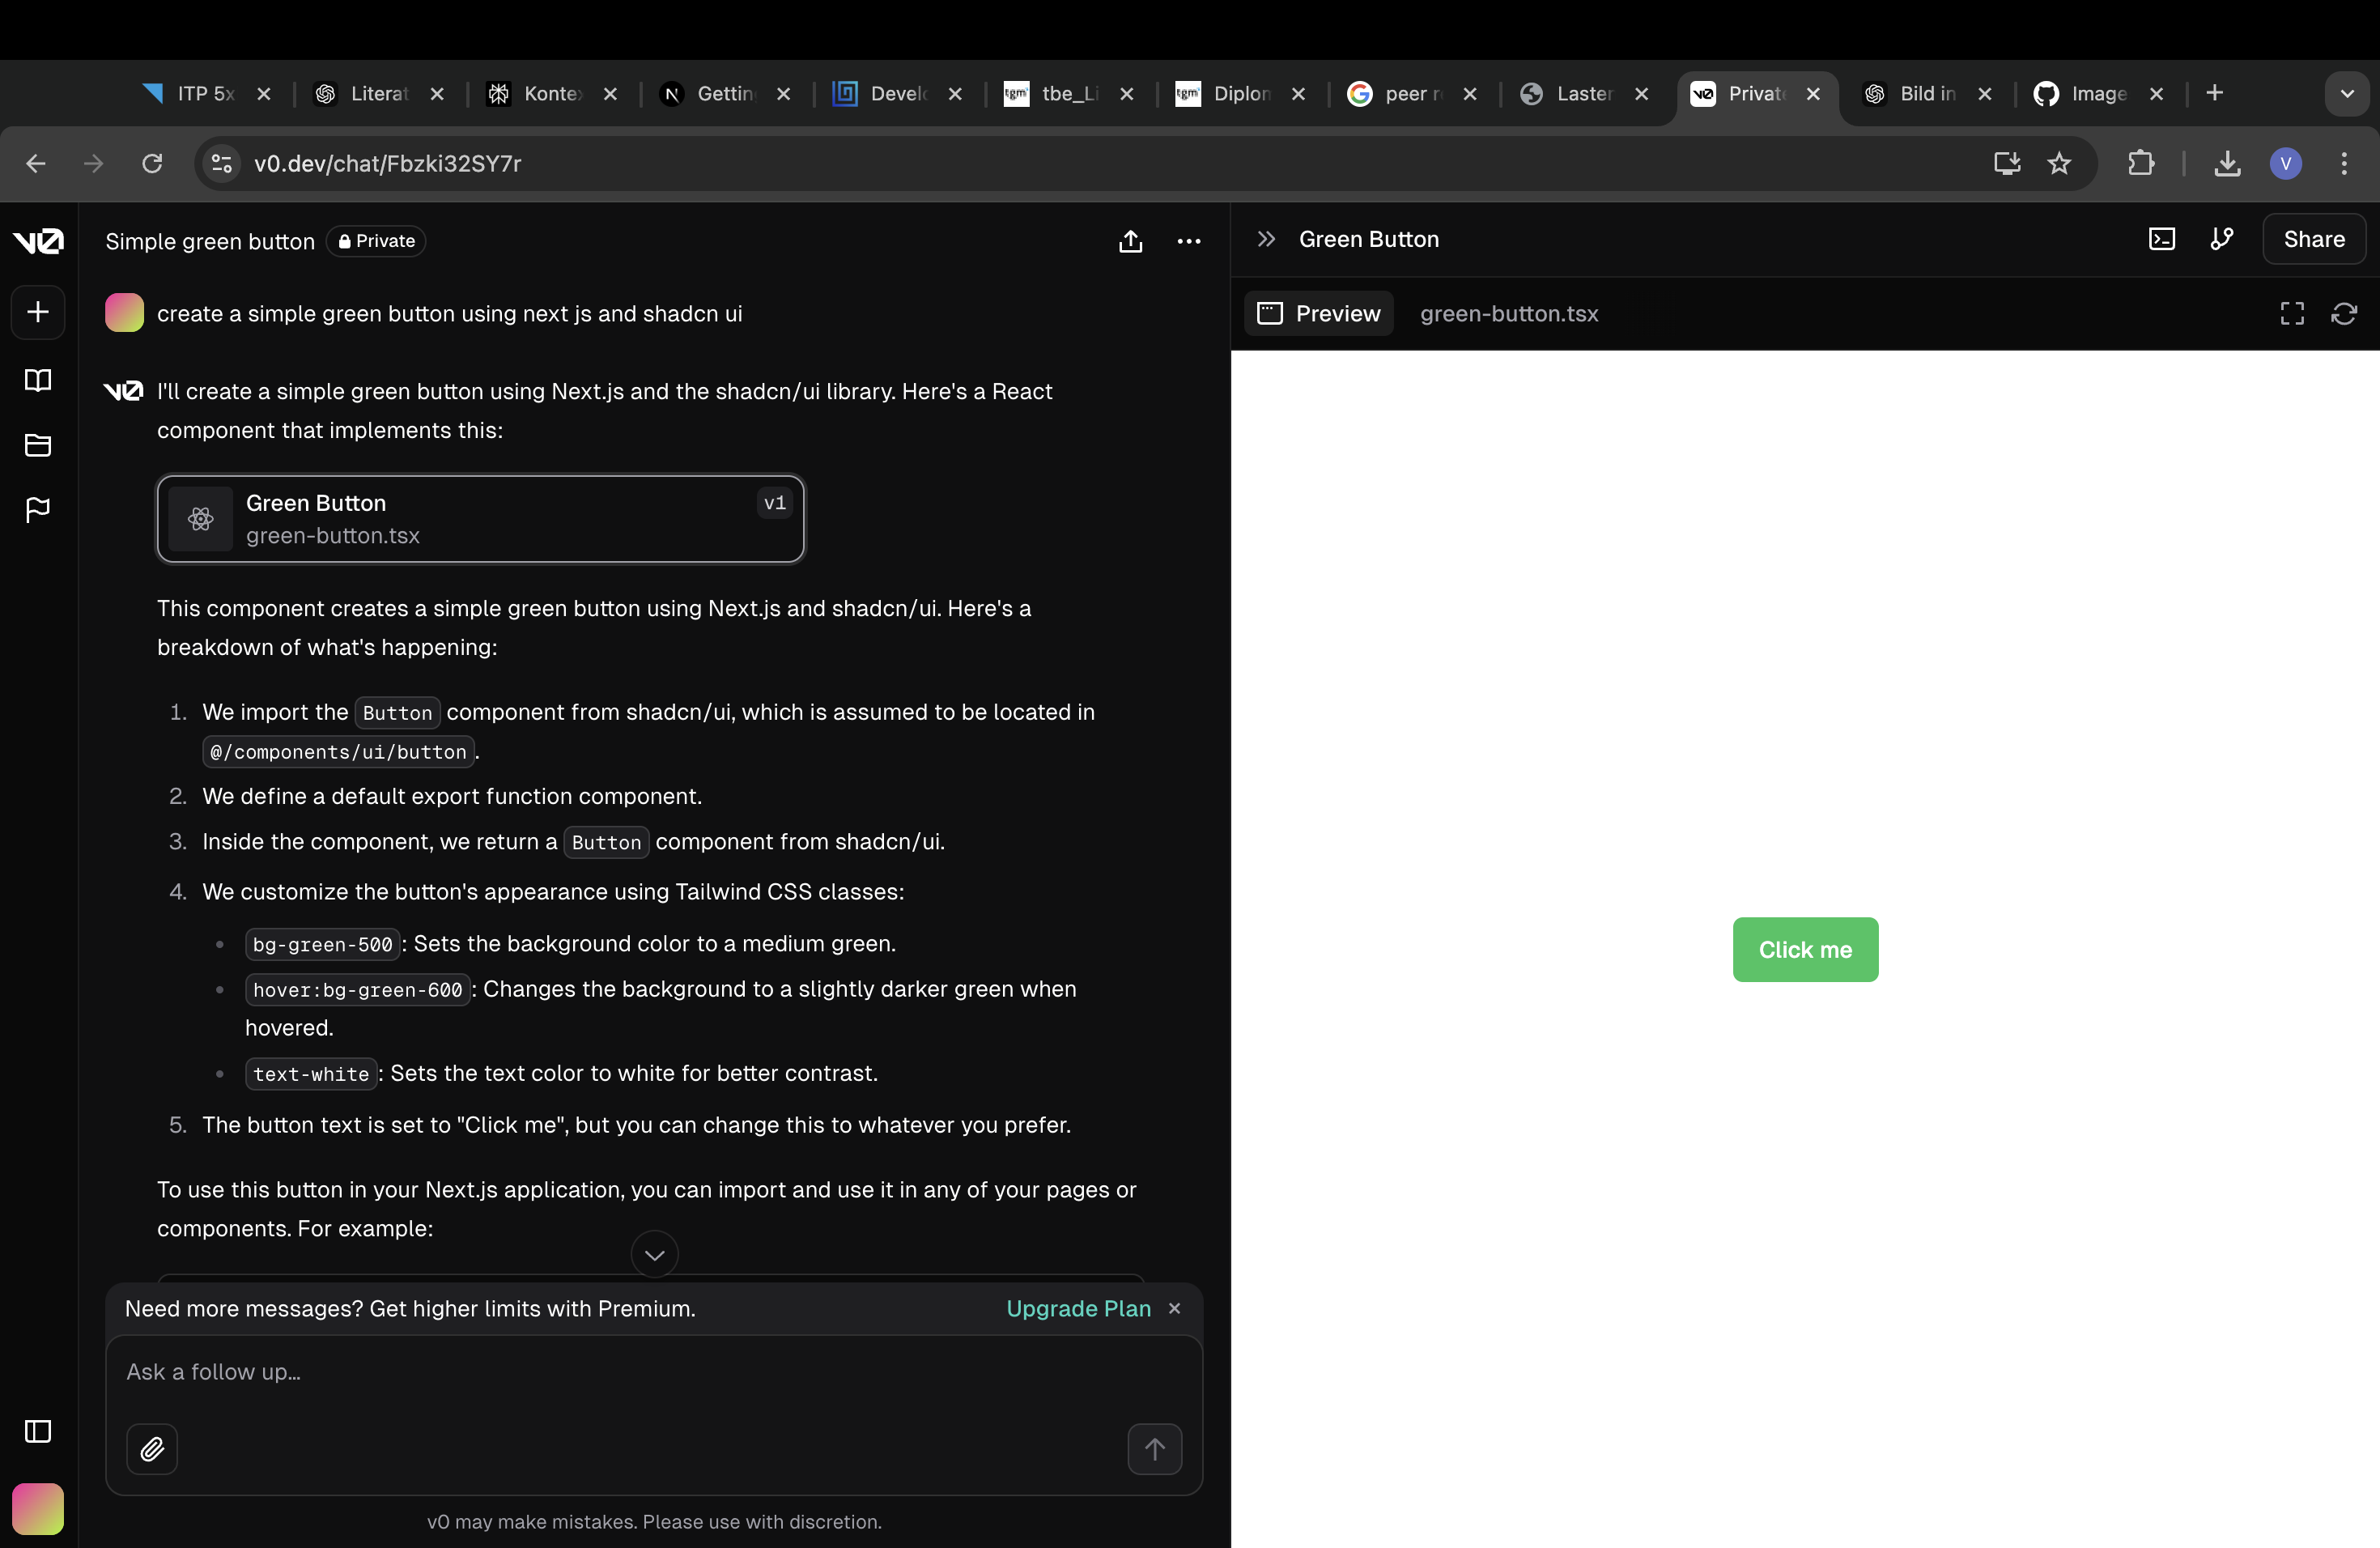 ITP 5x
Literat
Kontex
Gettin
Develo
tgm tbe_Li
tgm Diplon
peer r
Laster
v0 Privat
Bild in
Image
v0.dev/chat/Fbzki32SY7r
V
v0
Simple green button Private
create a simple green button using next js and shadcn ui
v0
I'll create a simple green button using Next.js and the shadcn/ui library. Here's a React
component that implements this:
Green Button v1
green-button.tsx
This component creates a simple green button using Next.js and shadcn/ui. Here's a
breakdown of what's happening:
1. We import the Button component from shadcn/ui, which is assumed to be located in
@/components/ui/button.
2. We define a default export function component.
3. Inside the component, we return a Button component from shadcn/ui.
4. We customize the button's appearance using Tailwind CSS classes:
• bg-green-500: Sets the background color to a medium green.
• hover:bg-green-600: Changes the background to a slightly darker green when
hovered.
• text-white: Sets the text color to white for better contrast.
5. The button text is set to "Click me", but you can change this to whatever you prefer.
To use this button in your Next.js application, you can import and use it in any of your pages or
components. For example:
Need more messages? Get higher limits with Premium. Upgrade Plan
Ask a follow up...
v0 may make mistakes. Please use with discretion.
Green Button
Share
Preview green-button.tsx
Click me